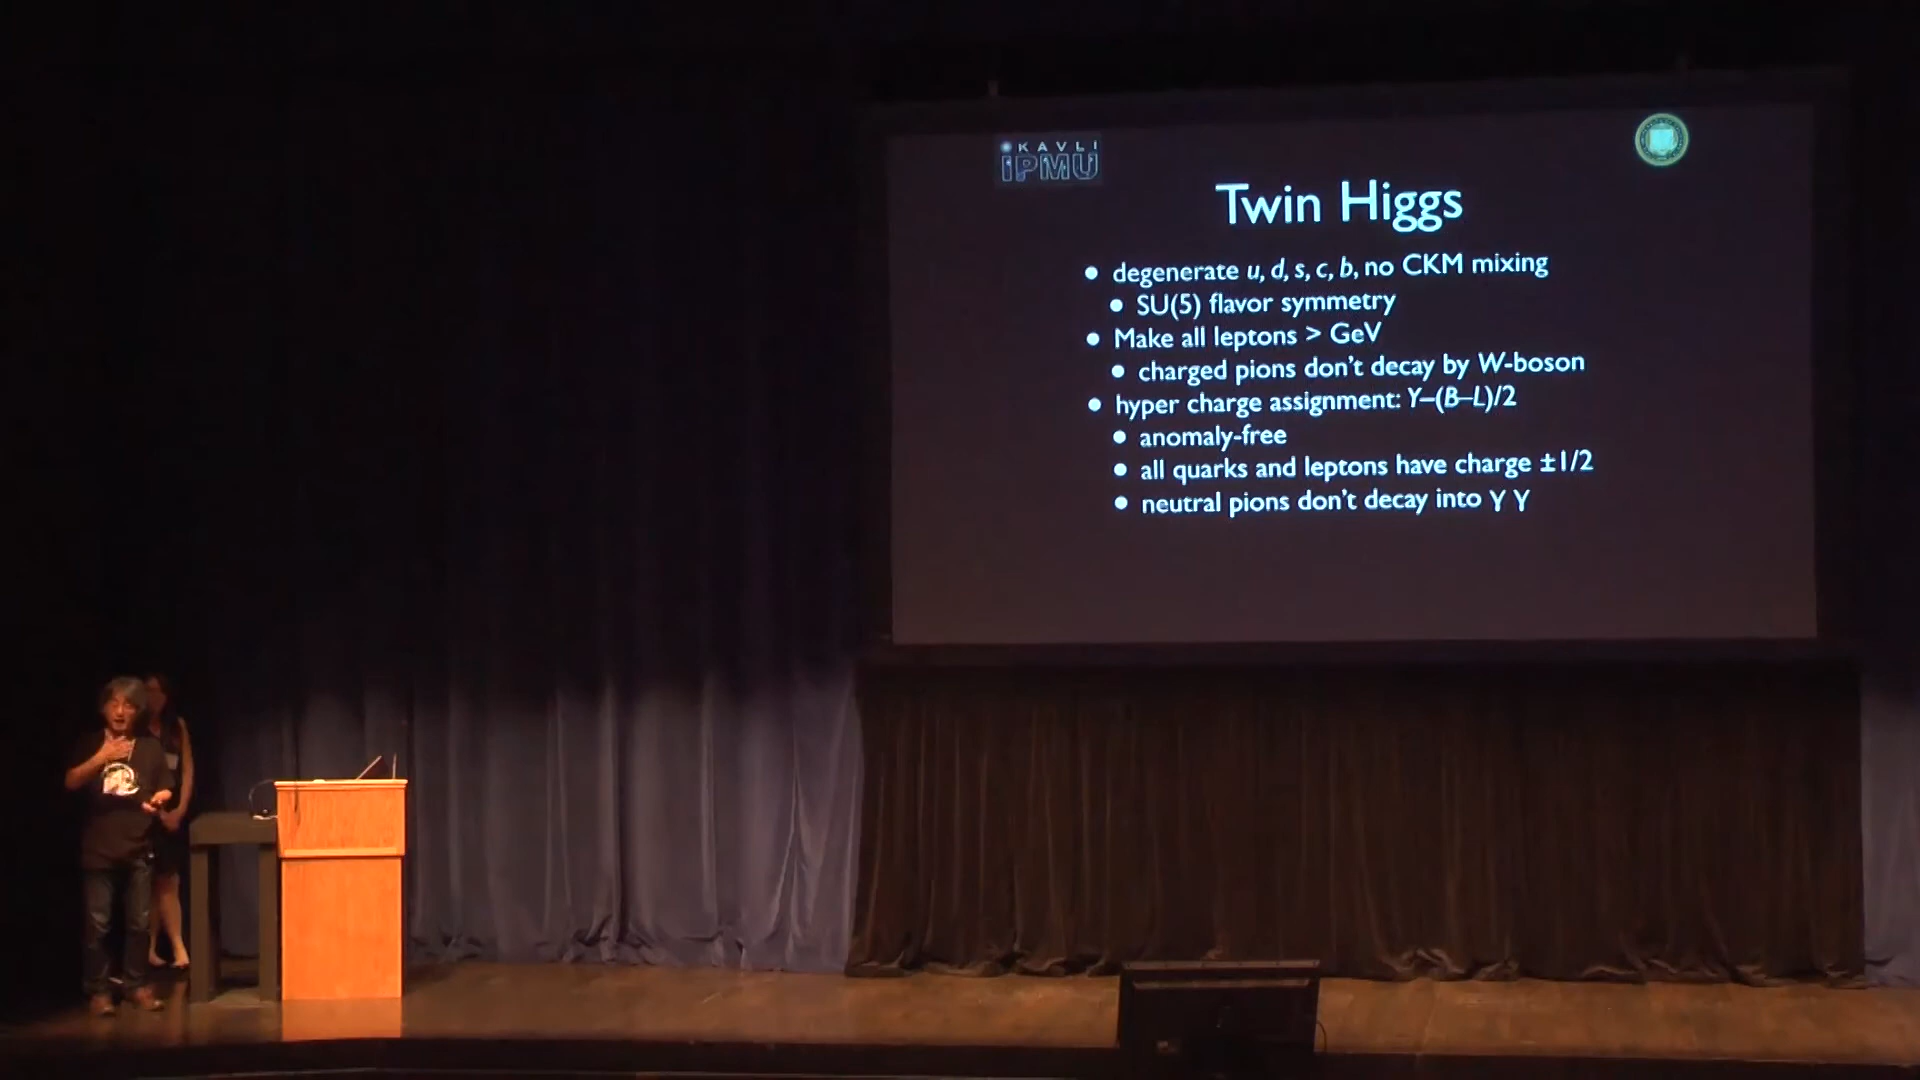 KAVLI
IPMU
Twin Higgs
• degenerate u, d, s, c, b, no CKM mixing
• SU(5) flavor symmetry
• Make all leptons > GeV
• charged pions don't decay by W-boson
• hyper charge assignment: Y–(B–L)/2
• anomaly-free
• all quarks and leptons have charge ±1/2
• neutral pions don't decay into γ γ